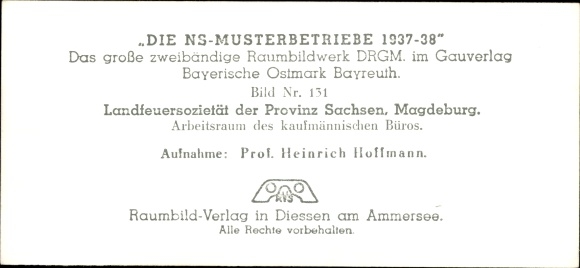 „DIE NS-MUSTERBETRIEBE 1937-38"
Das große zweibändige Raumbildwerk DRGM. im Gauverlag
Bayerische Ostmark Bayreuth.
Bild Nr. 131
Landfeuersozietät der Provinz Sachsen, Magdeburg.
Arbeitsraum des kaufmännischen Büros.
Aufnahme: Prof. Heinrich Hoffmann.
Raumbild-Verlag in Diessen am Ammersee.
Alle Rechte vorbehalten.